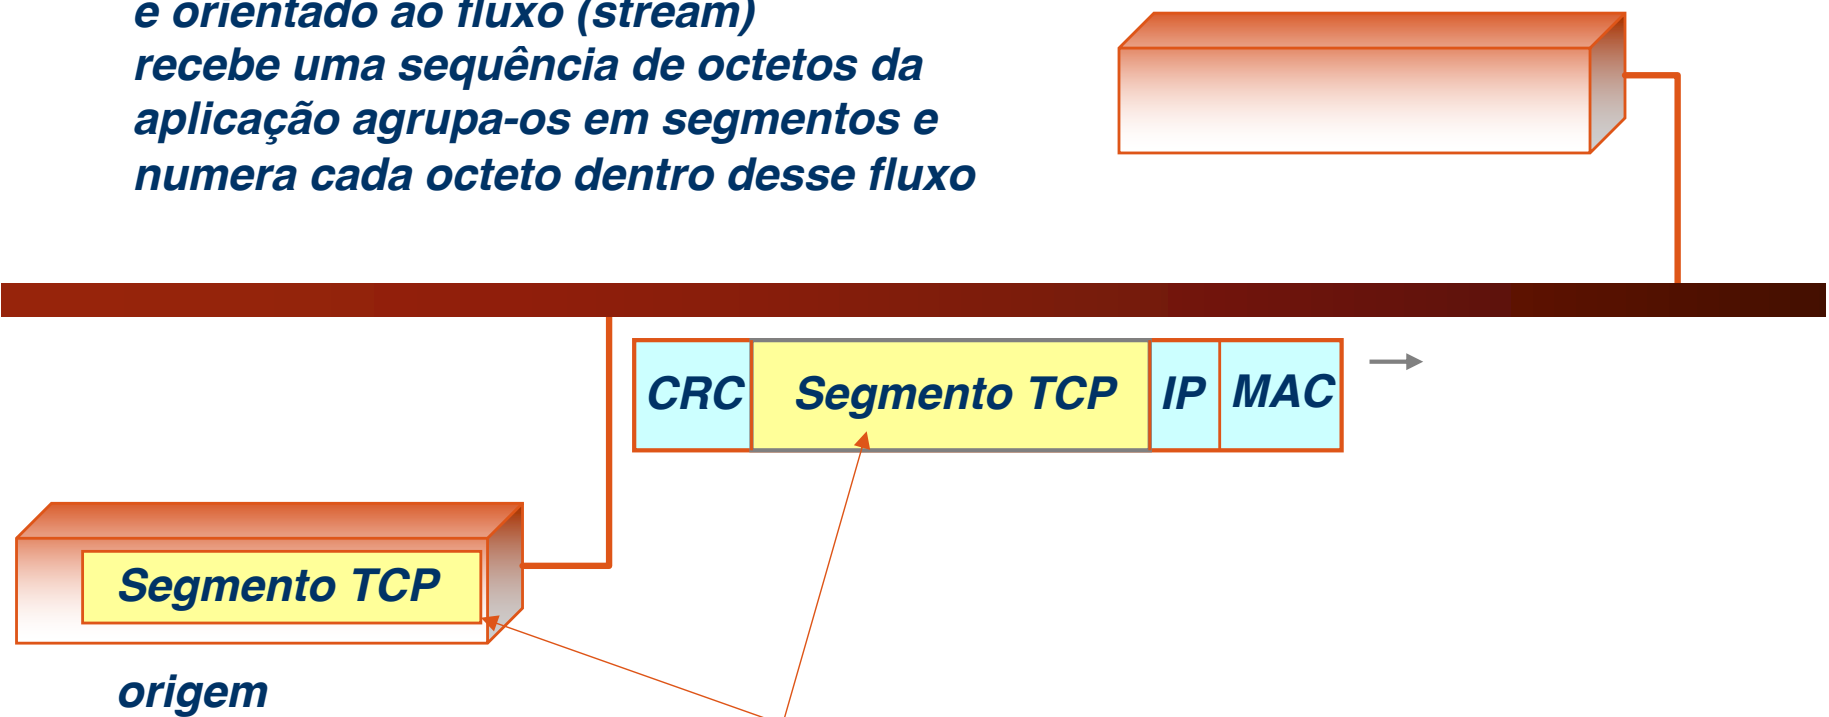 e orientado ao fluxo (stream)
recebe uma sequência de octetos da
aplicação agrupa-os em segmentos e
numera cada octeto dentro desse fluxo
CRC Segmento TCP IP MAC
Segmento TCP
origem